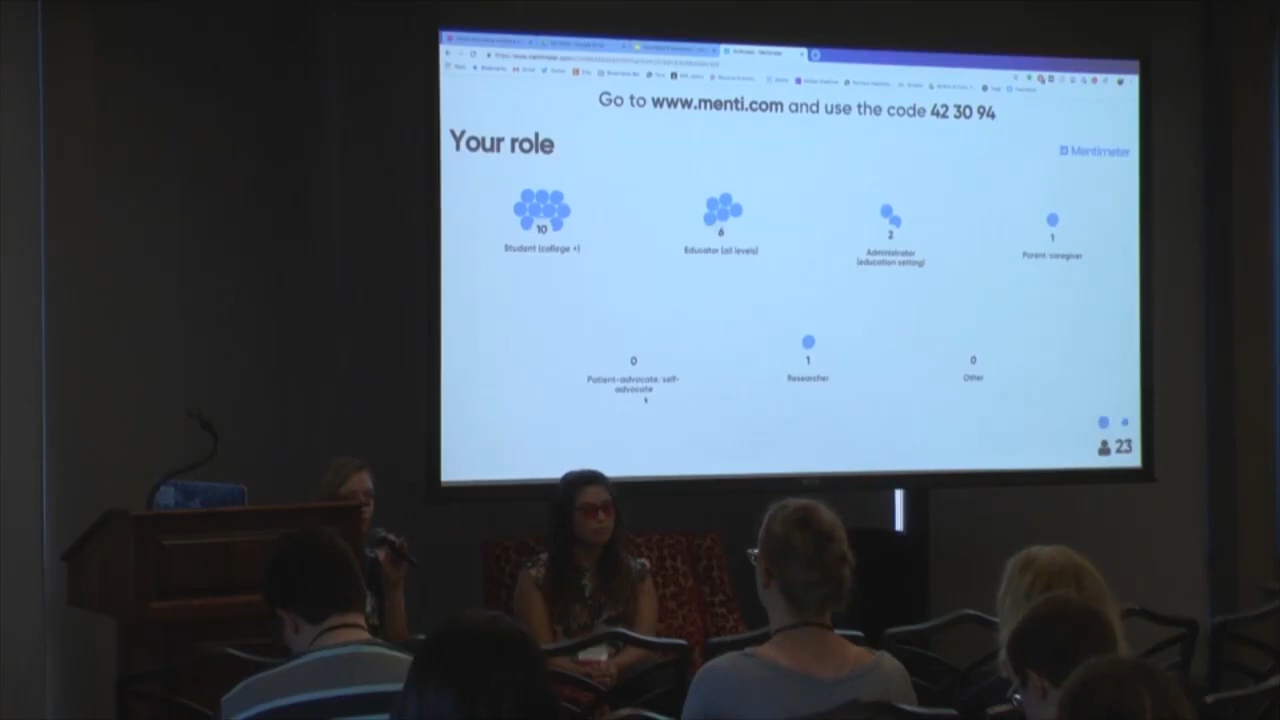 Go to www.menti.com and use the code 42 30 94
Your role
Mentimeter
10
Student (college +)
6
Educator (all levels)
2
Administrator
(education setting)
1
Parent/caregiver
0
Patient-advocate/self-
advocate
1
Researcher
0
Other
23